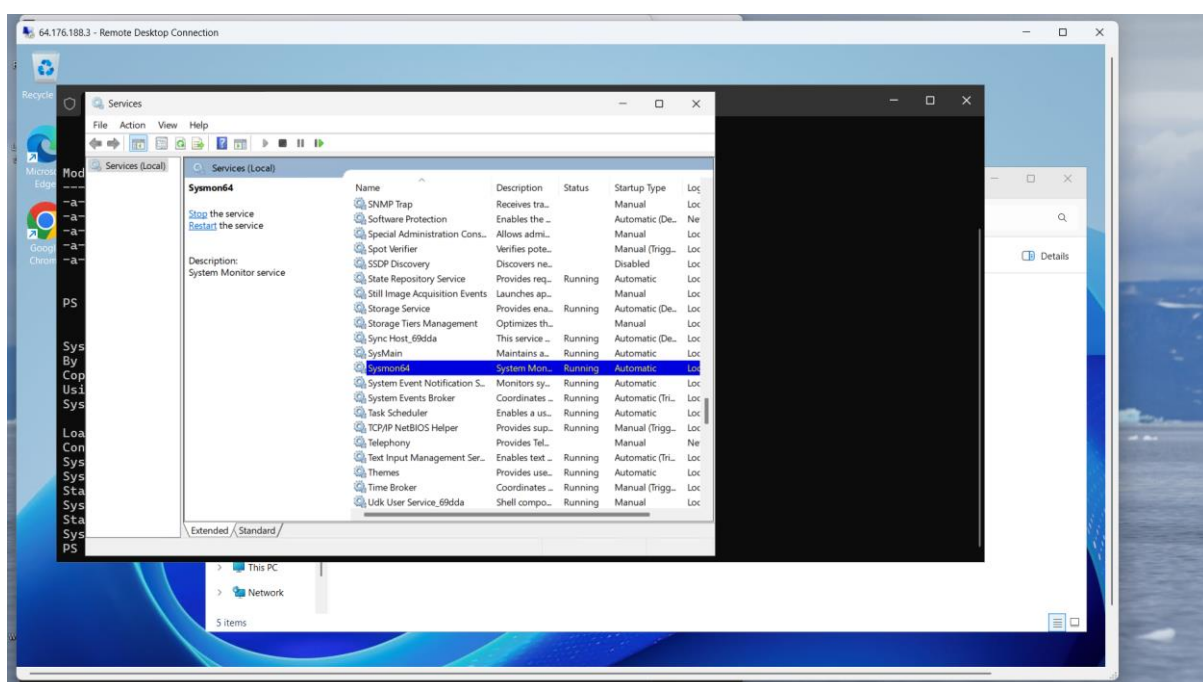 64.176.188.3 - Remote Desktop Connection
Recycle
Services
File Action View Help
Services (Local)
Services (Local)
Microso
Edge
Googl
Chrom
Mod
----
-a-
-a-
-a-
-a-
-a-
PS
Sys
By
Cop
Usi
Sys
Loa
Con
Sys
Sys
Sta
Sys
Sta
Sys
PS
Sysmon64
Stop the service
Restart the service
Description:
System Monitor service
Name Description Status Startup Type Log
SNMP Trap Receives tra... Manual Loc
Software Protection Enables the ... Automatic (De... Ne
Special Administration Cons... Allows admi... Manual Loc
Spot Verifier Verifies pote... Manual (Trigg... Loc
SSDP Discovery Discovers ne... Disabled Loc
State Repository Service Provides req... Running Automatic Loc
Still Image Acquisition Events Launches ap... Manual Loc
Storage Service Provides ena... Running Automatic (De... Loc
Storage Tiers Management Optimizes th... Manual Loc
Sync Host_69dda This service ... Running Automatic (De... Loc
SysMain Maintains a... Running Automatic Loc
Sysmon64 System Mon... Running Automatic Loc
System Event Notification S... Monitors sy... Running Automatic Loc
System Events Broker Coordinates ... Running Automatic (Tri... Loc
Task Scheduler Enables a us... Running Automatic Loc
TCP/IP NetBIOS Helper Provides sup... Running Manual (Trigg... Loc
Telephony Provides Tel... Manual Ne
Text Input Management Ser... Enables text ... Running Automatic (Tri... Loc
Themes Provides use... Running Automatic Loc
Time Broker Coordinates ... Running Manual (Trigg... Loc
Udk User Service_69dda Shell compo... Running Manual Loc
Extended Standard
Details
This PC
Network
5 items